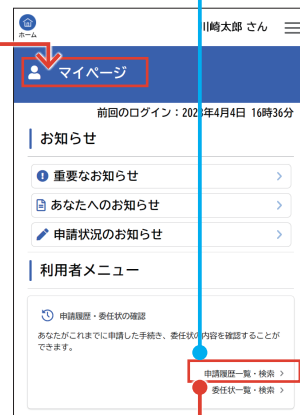 ホーム
川崎太郎 さん
マイページ
前回のログイン：2023年4月4日 16時36分
お知らせ
重要なお知らせ
あなたへのお知らせ
申請状況のお知らせ
利用者メニュー
申請履歴・委任状の確認
あなたがこれまでに申請した手続き、委任状の内容を確認することが
できます。
申請履歴一覧・検索
委任状一覧・検索